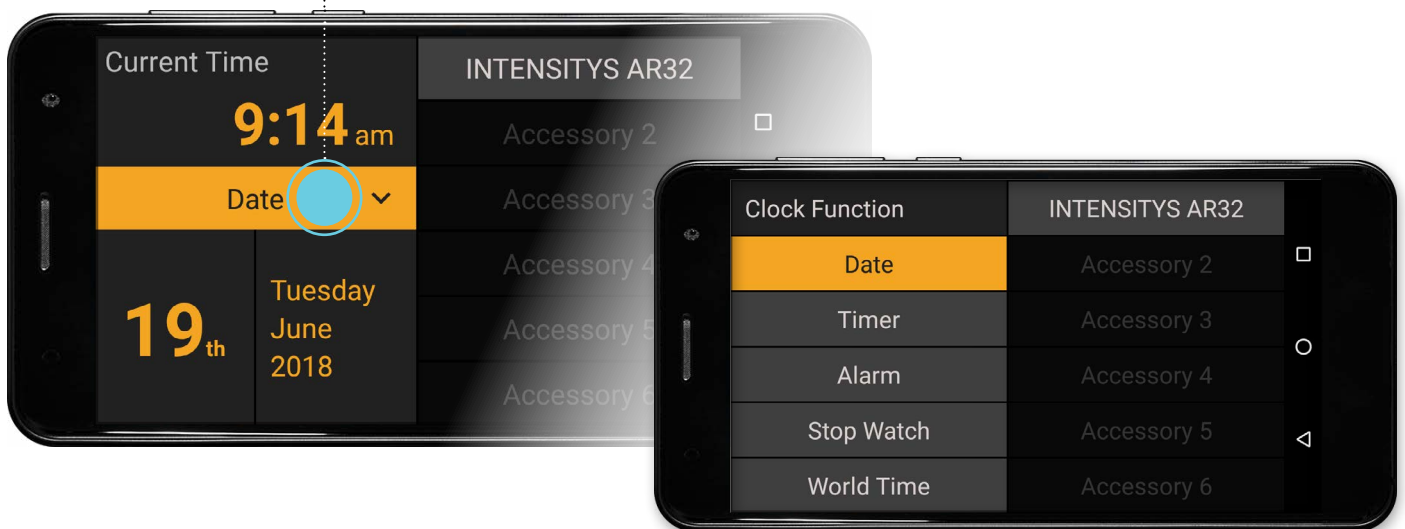 Current Time
9:14 am
Date
19th
Tuesday
June
2018
INTENSITYS AR32
Accessory 2
Accessory 3
Accessory 4
Accessory 5
Accessory 6
Clock Function
Date
Timer
Alarm
Stop Watch
World Time
INTENSITYS AR32
Accessory 2
Accessory 3
Accessory 4
Accessory 5
Accessory 6